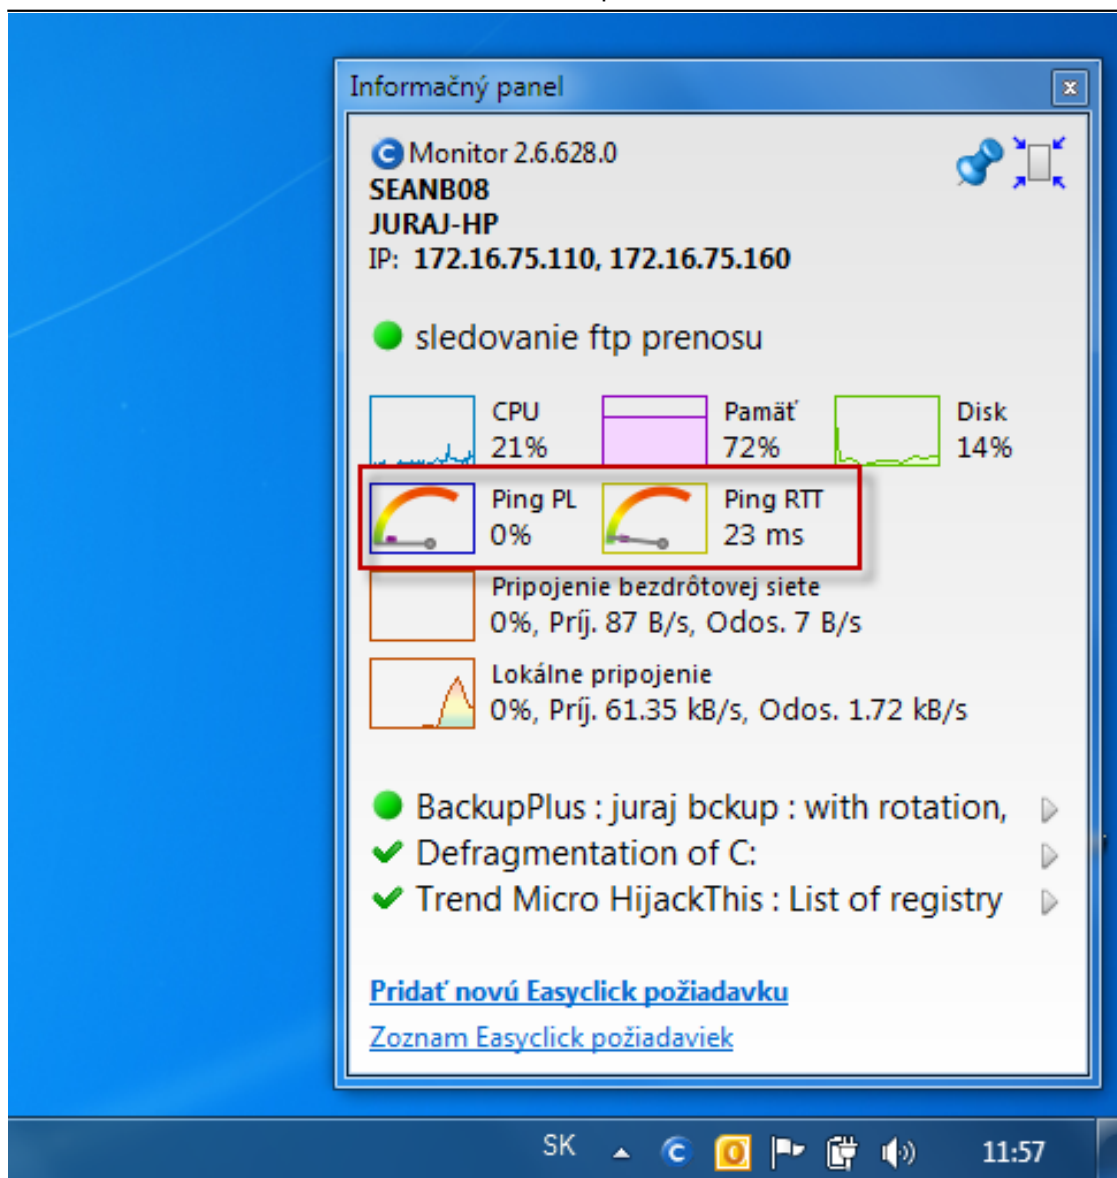 Informačný panel
Monitor 2.6.628.0
SEANB08
JURAJ-HP
IP: 172.16.75.110, 172.16.75.160
sledovanie ftp prenosu
CPU Pamäť Disk
21% 72% 14%
Ping PL Ping RTT
0% 23 ms
Pripojenie bezdrôtovej siete
0%, Príj. 87 B/s, Odos. 7 B/s
Lokálne pripojenie
0%, Príj. 61.35 kB/s, Odos. 1.72 kB/s
BackupPlus : juraj bckup : with rotation,
Defragmentation of C:
Trend Micro HijackThis : List of registry
Pridať novú Easyclick požiadavku
Zoznam Easyclick požiadaviek
SK 11:57